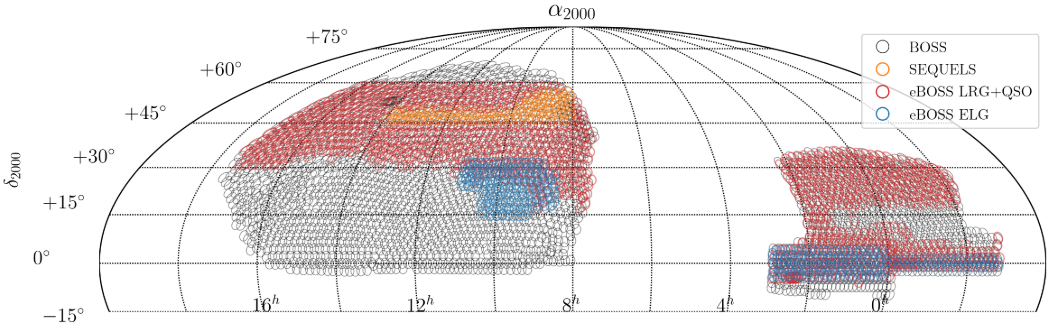 α2000
+75°
+60°
+45°
+30°
+15°
0°
−15°
δ2000
16h
12h
8h
4h
0h
BOSS
SEQUELS
eBOSS LRG+QSO
eBOSS ELG